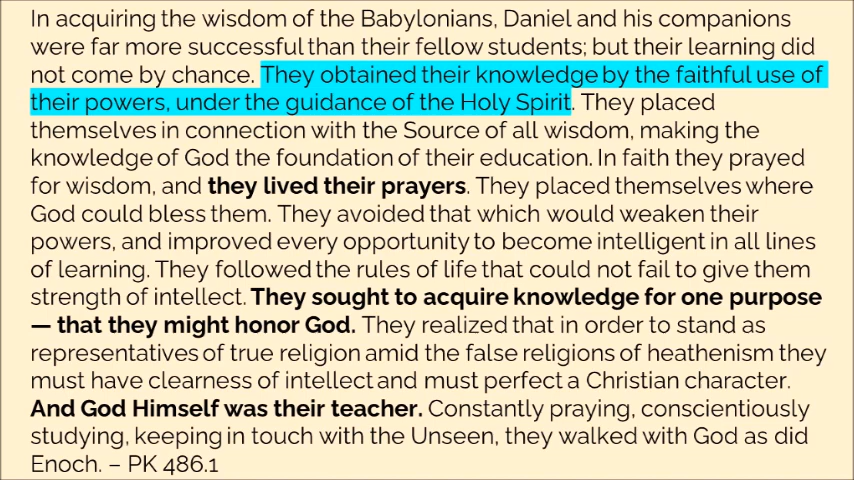 In acquiring the wisdom of the Babylonians, Daniel and his companions
were far more successful than their fellow students; but their learning did
not come by chance. They obtained their knowledge by the faithful use of
their powers, under the guidance of the Holy Spirit. They placed
themselves in connection with the Source of all wisdom, making the
knowledge of God the foundation of their education. In faith they prayed
for wisdom, and they lived their prayers. They placed themselves where
God could bless them. They avoided that which would weaken their
powers, and improved every opportunity to become intelligent in all lines
of learning. They followed the rules of life that could not fail to give them
strength of intellect. They sought to acquire knowledge for one purpose
— that they might honor God. They realized that in order to stand as
representatives of true religion amid the false religions of heathenism they
must have clearness of intellect and must perfect a Christian character.
And God Himself was their teacher. Constantly praying, conscientiously
studying, keeping in touch with the Unseen, they walked with God as did
Enoch. – PK 486.1